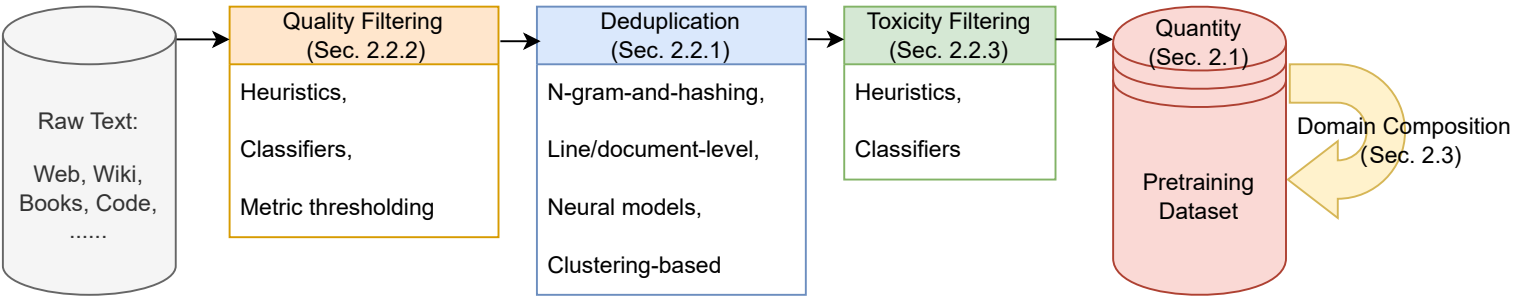 Raw Text:
Web, Wiki,
Books, Code,
......
Quality Filtering
(Sec. 2.2.2)
Heuristics,
Classifiers,
Metric thresholding
Deduplication
(Sec. 2.2.1)
N-gram-and-hashing,
Line/document-level,
Neural models,
Clustering-based
Toxicity Filtering
(Sec. 2.2.3)
Heuristics,
Classifiers
Quantity
(Sec. 2.1)
Pretraining
Dataset
Domain Composition
(Sec. 2.3)